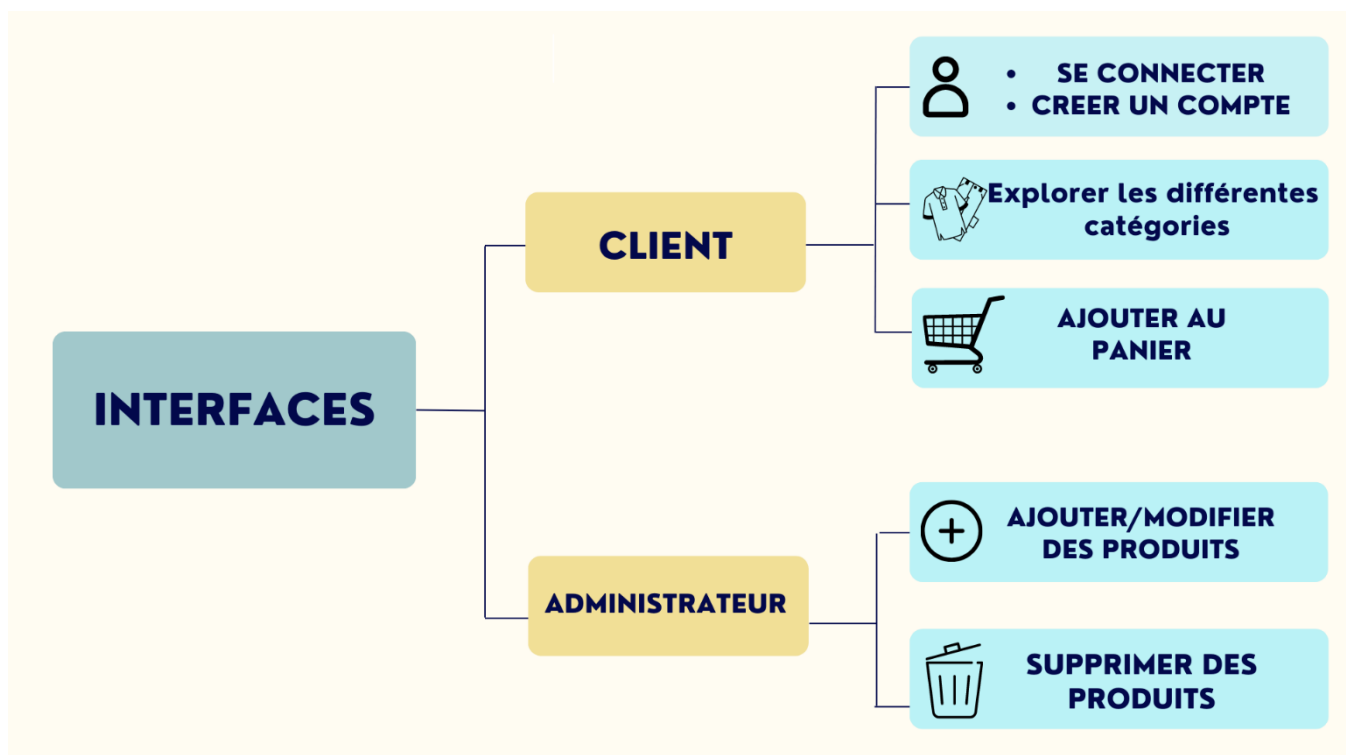 INTERFACES
CLIENT
• SE CONNECTER
• CREER UN COMPTE
Explorer les différentes
catégories
AJOUTER AU
PANIER
ADMINISTRATEUR
AJOUTER/MODIFIER
DES PRODUITS
SUPPRIMER DES
PRODUITS